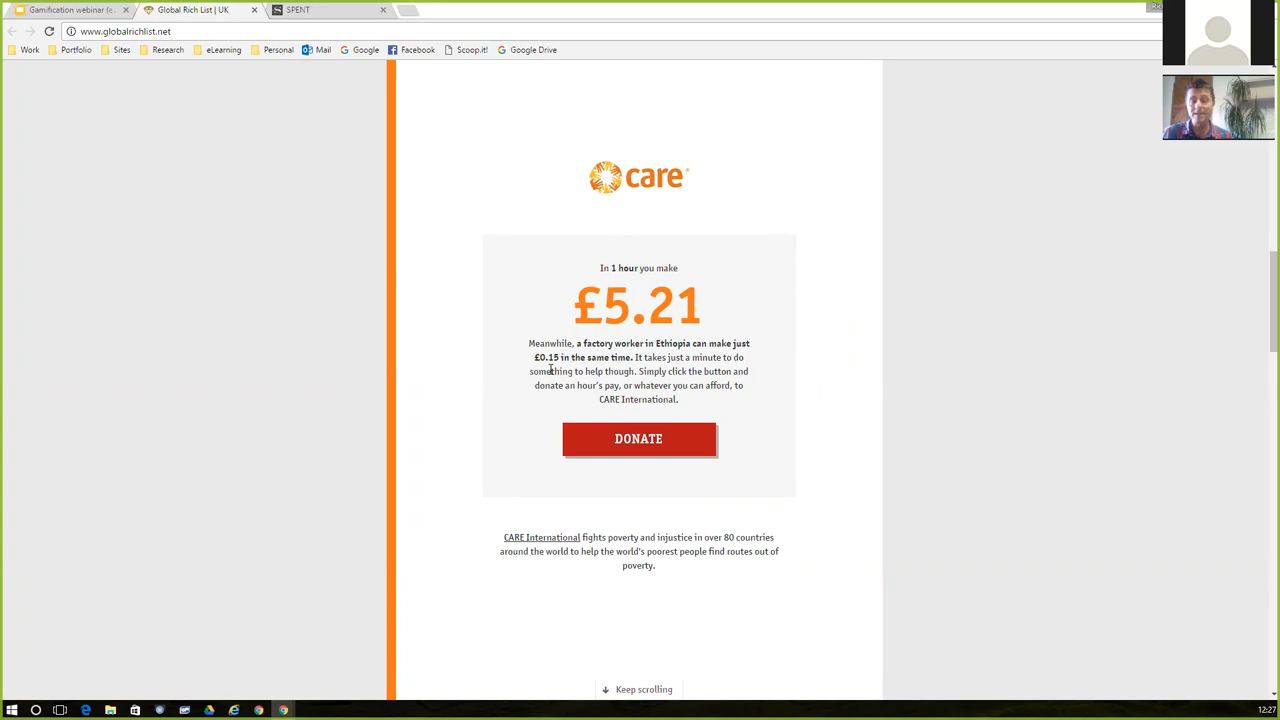 Gamification webinar (e...
Global Rich List | UK
SPENT
www.globalrichlist.net
Work
Portfolio
Sites
Research
eLearning
Personal
Mail
Google
Facebook
Scoop.it!
Google Drive
care
In 1 hour you make
£5.21
Meanwhile, a factory worker in Ethiopia can make just
£0.15 in the same time. It takes just a minute to do
something to help though. Simply click the button and
donate an hour's pay, or whatever you can afford, to
CARE International.
DONATE
CARE International fights poverty and injustice in over 80 countries
around the world to help the world's poorest people find routes out of
poverty.
Keep scrolling
12:27